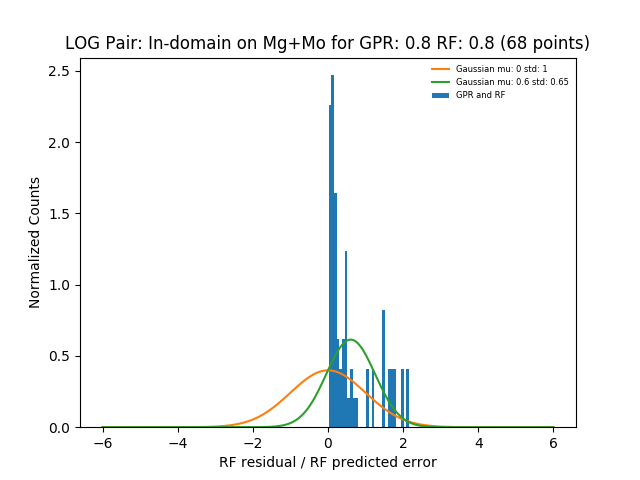 LOG Pair: In-domain on Mg+Mo for GPR: 0.8 RF: 0.8 (68 points)
Gaussian mu: 0 std: 1
Gaussian mu: 0.6 std: 0.65
GPR and RF
Normalized Counts
2.5
2.0
1.5
1.0
0.5
0.0
−6 −4 −2 0 2 4 6
RF residual / RF predicted error